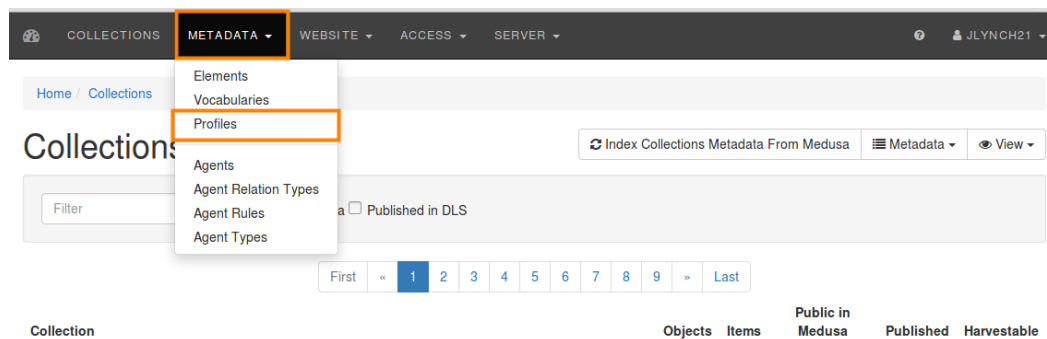 COLLECTIONS METADATA WEBSITE ACCESS SERVER JLYNCH21
Home / Collections
Elements
Vocabularies
Profiles
Agents
Agent Relation Types
Agent Rules
Agent Types
Collections
Index Collections Metadata From Medusa Metadata View
Filter a Published in DLS
First « 1 2 3 4 5 6 7 8 9 » Last
Collection Objects Items Public in Medusa Published Harvestable